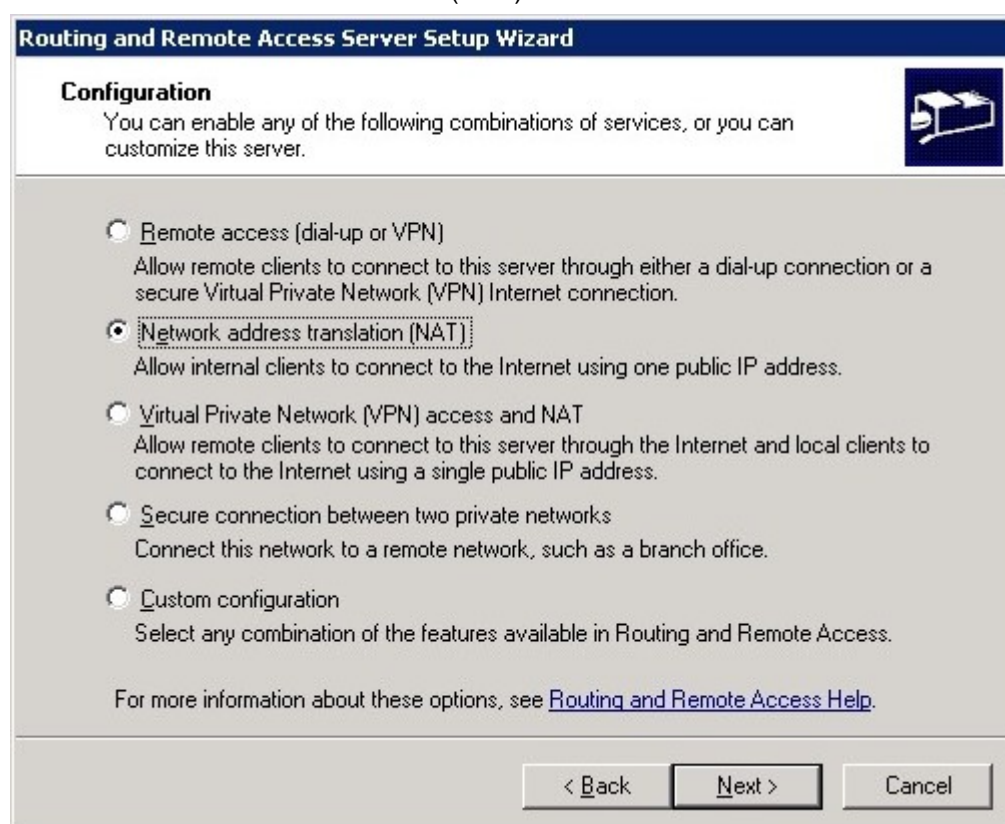 Routing and Remote Access Server Setup Wizard
Configuration
You can enable any of the following combinations of services, or you can
customize this server.
Remote access (dial-up or VPN)
Allow remote clients to connect to this server through either a dial-up connection or a
secure Virtual Private Network (VPN) Internet connection.
Network address translation (NAT)
Allow internal clients to connect to the Internet using one public IP address.
Virtual Private Network (VPN) access and NAT
Allow remote clients to connect to this server through the Internet and local clients to
connect to the Internet using a single public IP address.
Secure connection between two private networks
Connect this network to a remote network, such as a branch office.
Custom configuration
Select any combination of the features available in Routing and Remote Access.
For more information about these options, see Routing and Remote Access Help.
< Back Next > Cancel